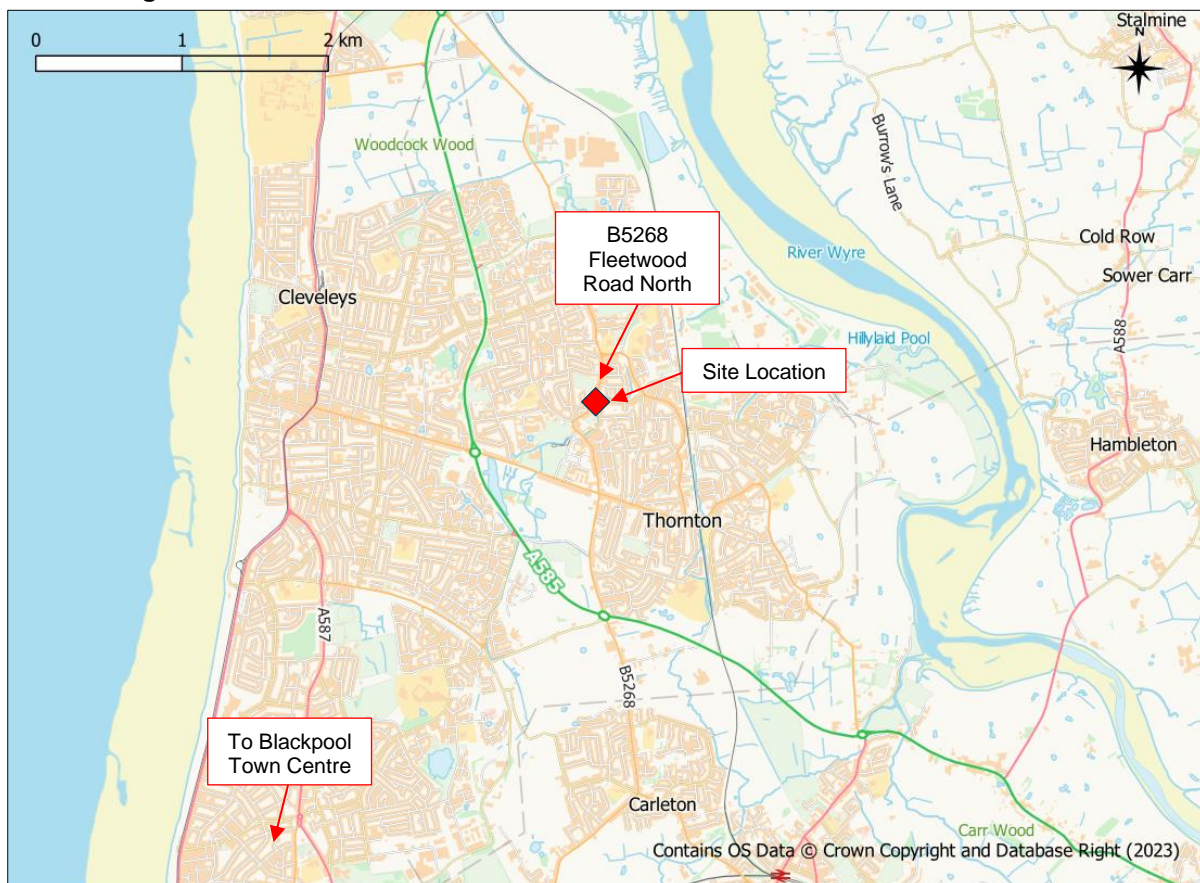 Stalmine
N
0 1 2 km
Woodcock Wood
Burrow's Lane
B5268
Fleetwood
Road North
River Wyre
Cold Row
Sower Carr
Cleveleys
Hillylaid Pool
A588
Site Location
Hambleton
Thornton
A585
A587
B5268
To Blackpool
Town Centre
Carleton
Carr Wood
Contains OS Data © Crown Copyright and Database Right (2023)